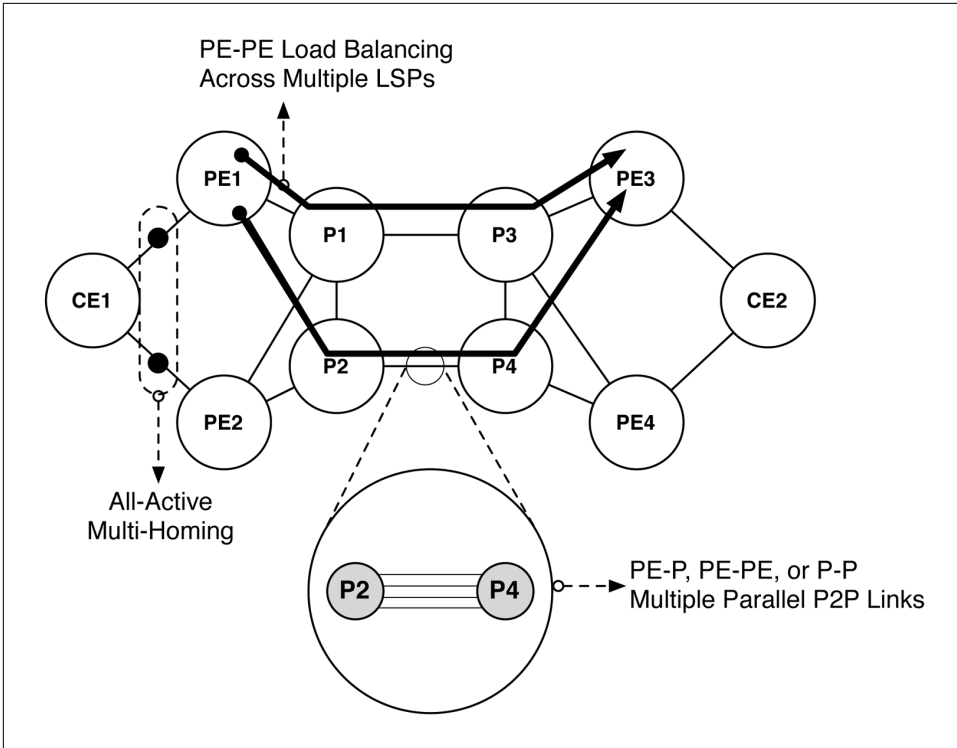 PE-PE Load Balancing
Across Multiple LSPs
PE1
PE3
P1
P3
CE1
CE2
P2
P4
PE2
PE4
All-Active
Multi-Homing
P2
P4
PE-P, PE-PE, or P-P
Multiple Parallel P2P Links